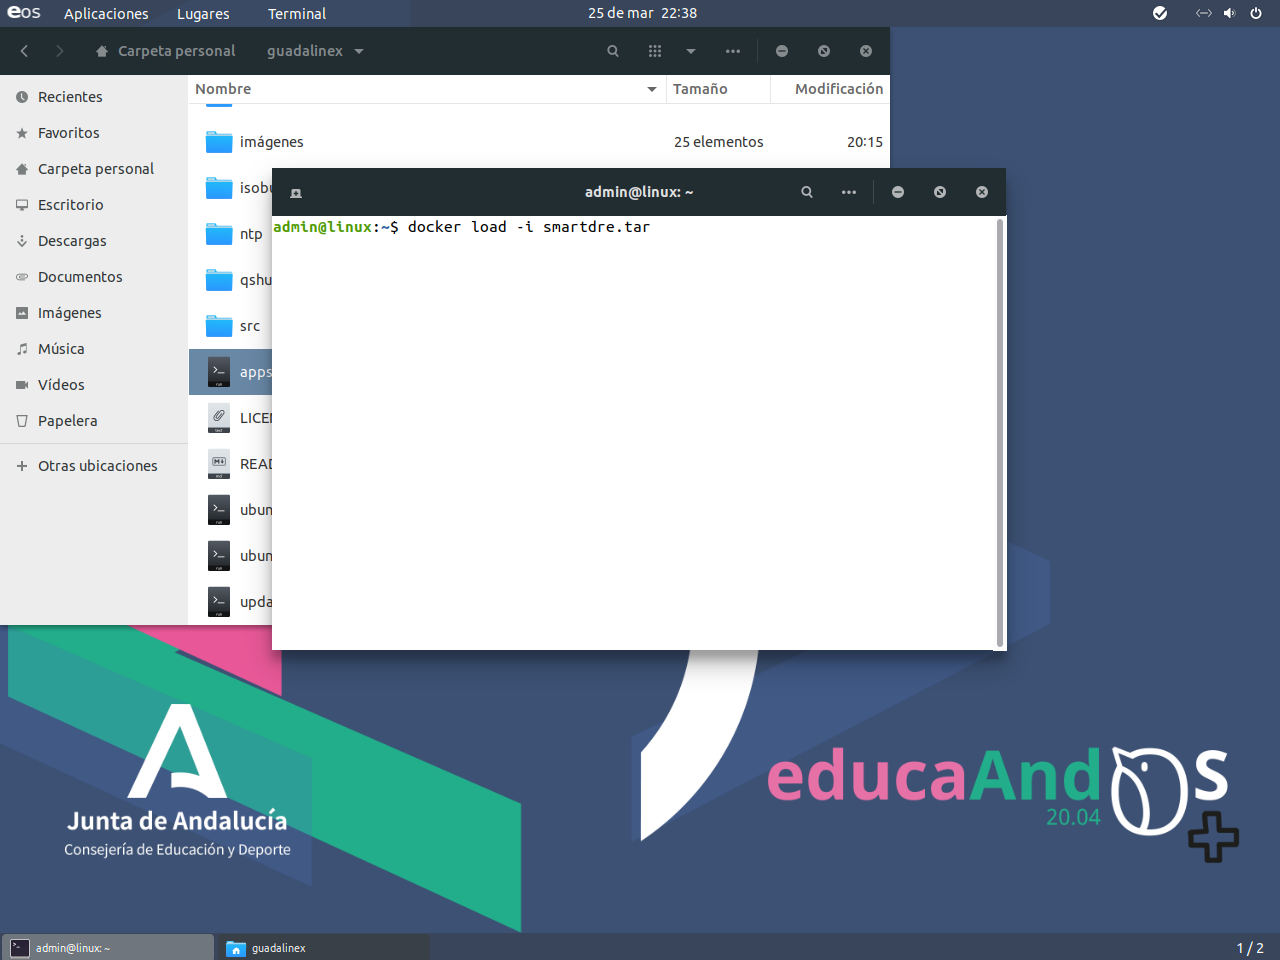 eos Aplicaciones Lugares Terminal 25 de mar 22:38
Carpeta personal guadalinex
Nombre Tamaño Modificación
Recientes
Favoritos
Carpeta personal
Escritorio
Descargas
Documentos
Imágenes
Música
Vídeos
Papelera
Otras ubicaciones
imágenes 25 elementos 20:15
isobu
ntp
qshu
src
apps
LICEN
READ
ubun
ubun
upda
admin@linux: ~
admin@linux:~$ docker load -i smartdre.tar
Junta de Andalucía
Consejería de Educación y Deporte
educaAndOS
20.04
admin@linux: ~ guadalinex 1 / 2